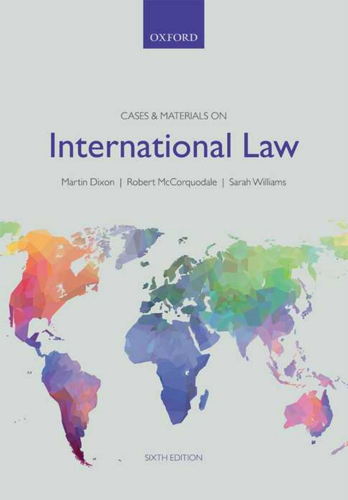 OXFORD
CASES & MATERIALS ON
International Law
Martin Dixon | Robert McCorquodale | Sarah Williams
SIXTH EDITION